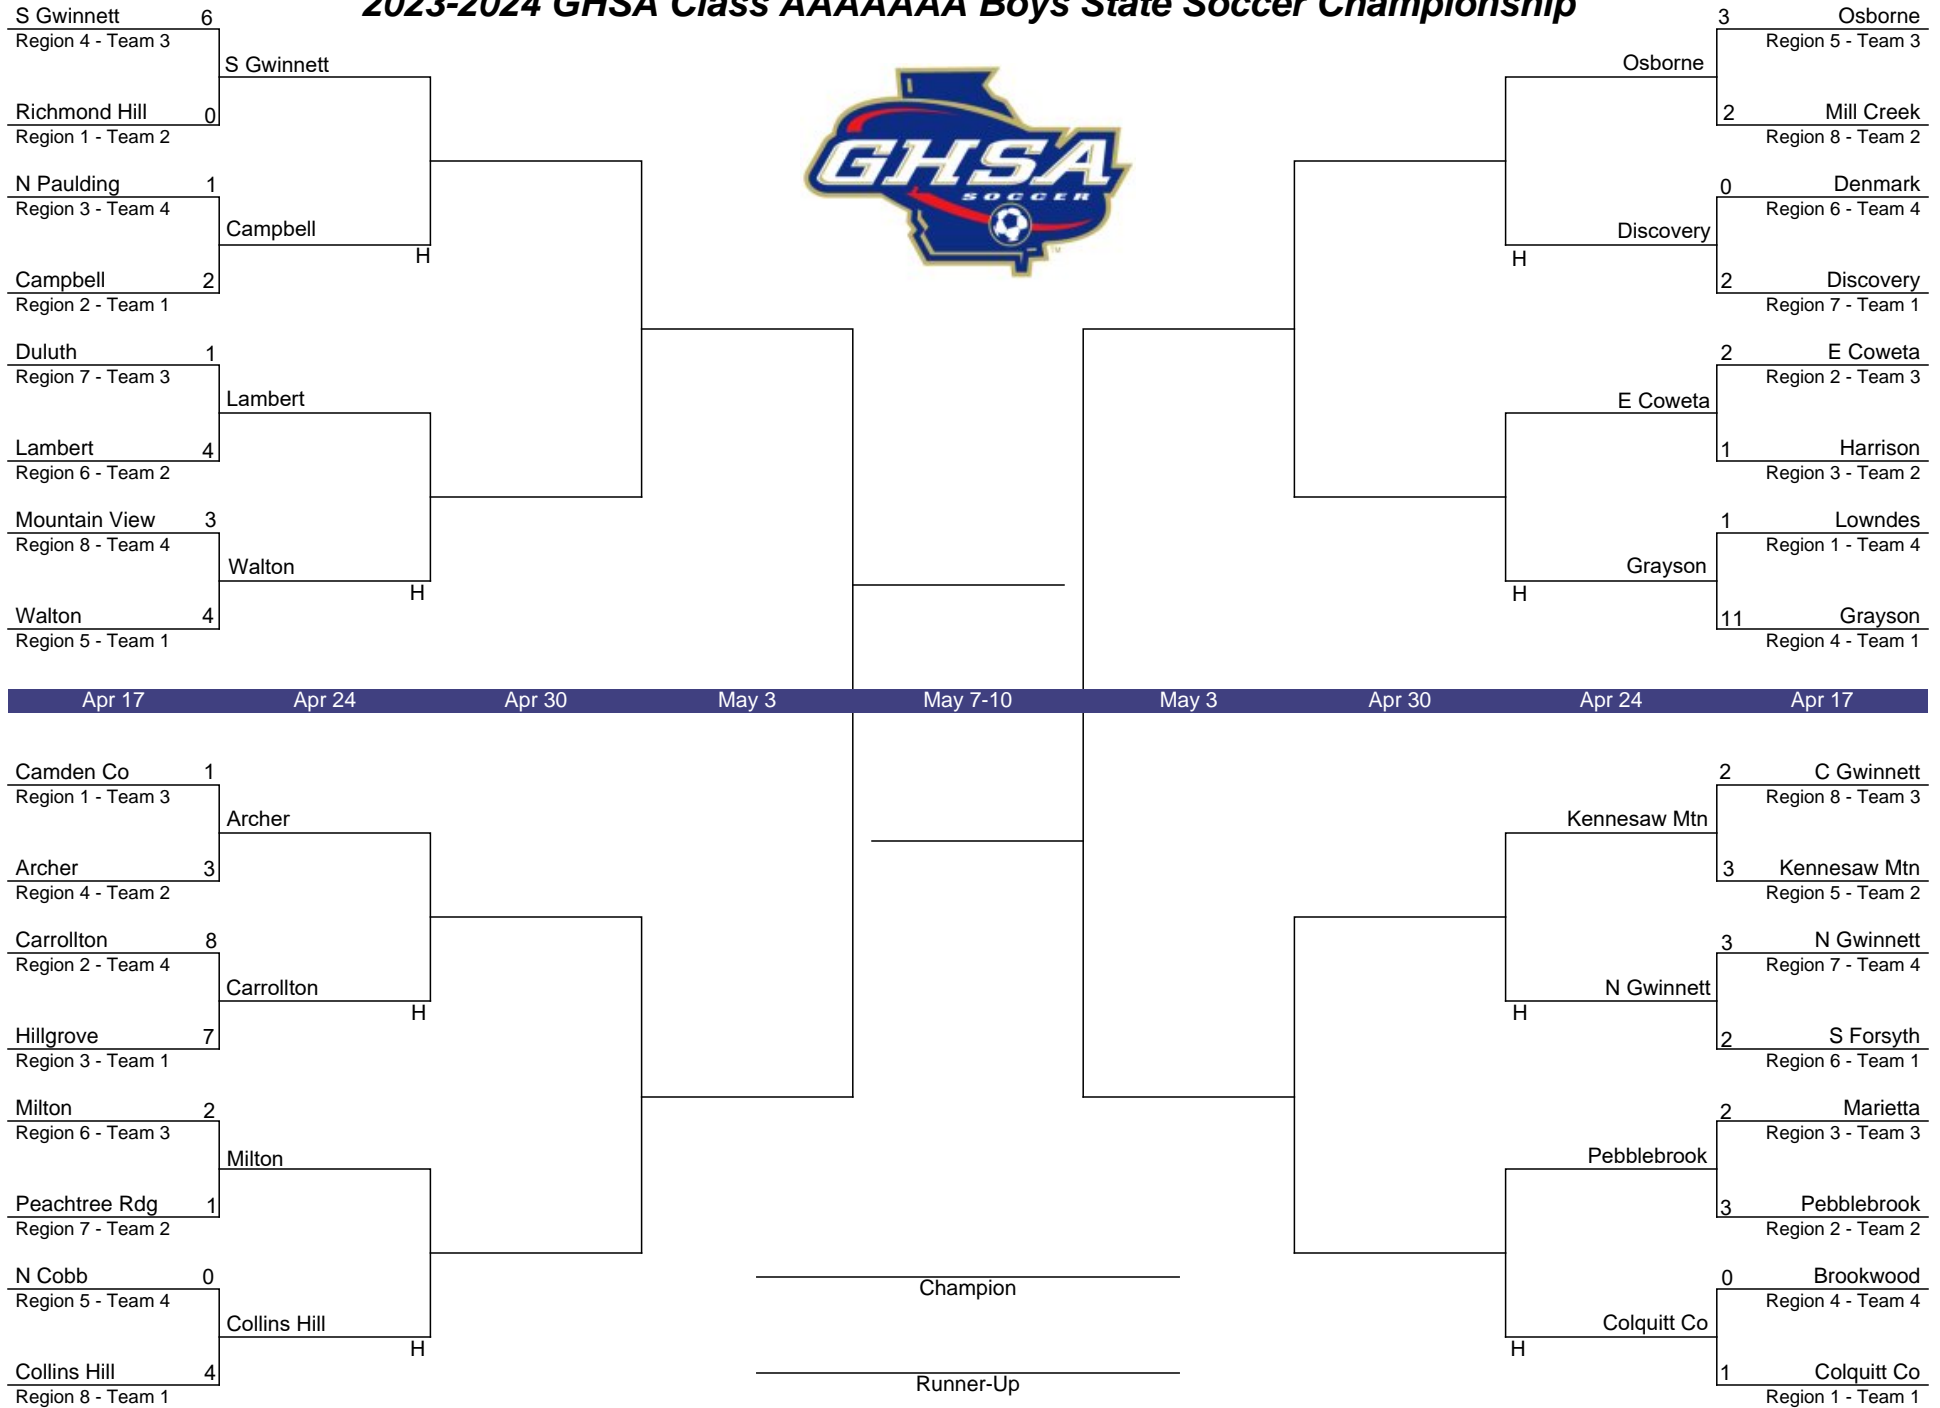 2023-2024 GHSA Class AAAAAAA Boys State Soccer Championship
GHSA
SOCCER
TM
S Gwinnett 6
Region 4 - Team 3
S Gwinnett
Richmond Hill 0
Region 1 - Team 2
N Paulding 1
Region 3 - Team 4
Campbell
H
Campbell 2
Region 2 - Team 1
Duluth 1
Region 7 - Team 3
Lambert
Lambert 4
Region 6 - Team 2
Mountain View 3
Region 8 - Team 4
Walton
H
Walton 4
Region 5 - Team 1
3 Osborne
Region 5 - Team 3
Osborne
2 Mill Creek
Region 8 - Team 2
0 Denmark
Region 6 - Team 4
Discovery
H
2 Discovery
Region 7 - Team 1
2 E Coweta
Region 2 - Team 3
E Coweta
1 Harrison
Region 3 - Team 2
1 Lowndes
Region 1 - Team 4
Grayson
H
11 Grayson
Region 4 - Team 1
Apr 17 Apr 24 Apr 30 May 3 May 7-10 May 3 Apr 30 Apr 24 Apr 17
Camden Co 1
Region 1 - Team 3
Archer
Archer 3
Region 4 - Team 2
Carrollton 8
Region 2 - Team 4
Carrollton
H
Hillgrove 7
Region 3 - Team 1
Milton 2
Region 6 - Team 3
Milton
Peachtree Rdg 1
Region 7 - Team 2
N Cobb 0
Region 5 - Team 4
Collins Hill
H
Collins Hill 4
Region 8 - Team 1
Champion
Runner-Up
2 C Gwinnett
Region 8 - Team 3
Kennesaw Mtn
3 Kennesaw Mtn
Region 5 - Team 2
3 N Gwinnett
Region 7 - Team 4
N Gwinnett
H
2 S Forsyth
Region 6 - Team 1
2 Marietta
Region 3 - Team 3
Pebblebrook
3 Pebblebrook
Region 2 - Team 2
0 Brookwood
Region 4 - Team 4
Colquitt Co
H
1 Colquitt Co
Region 1 - Team 1